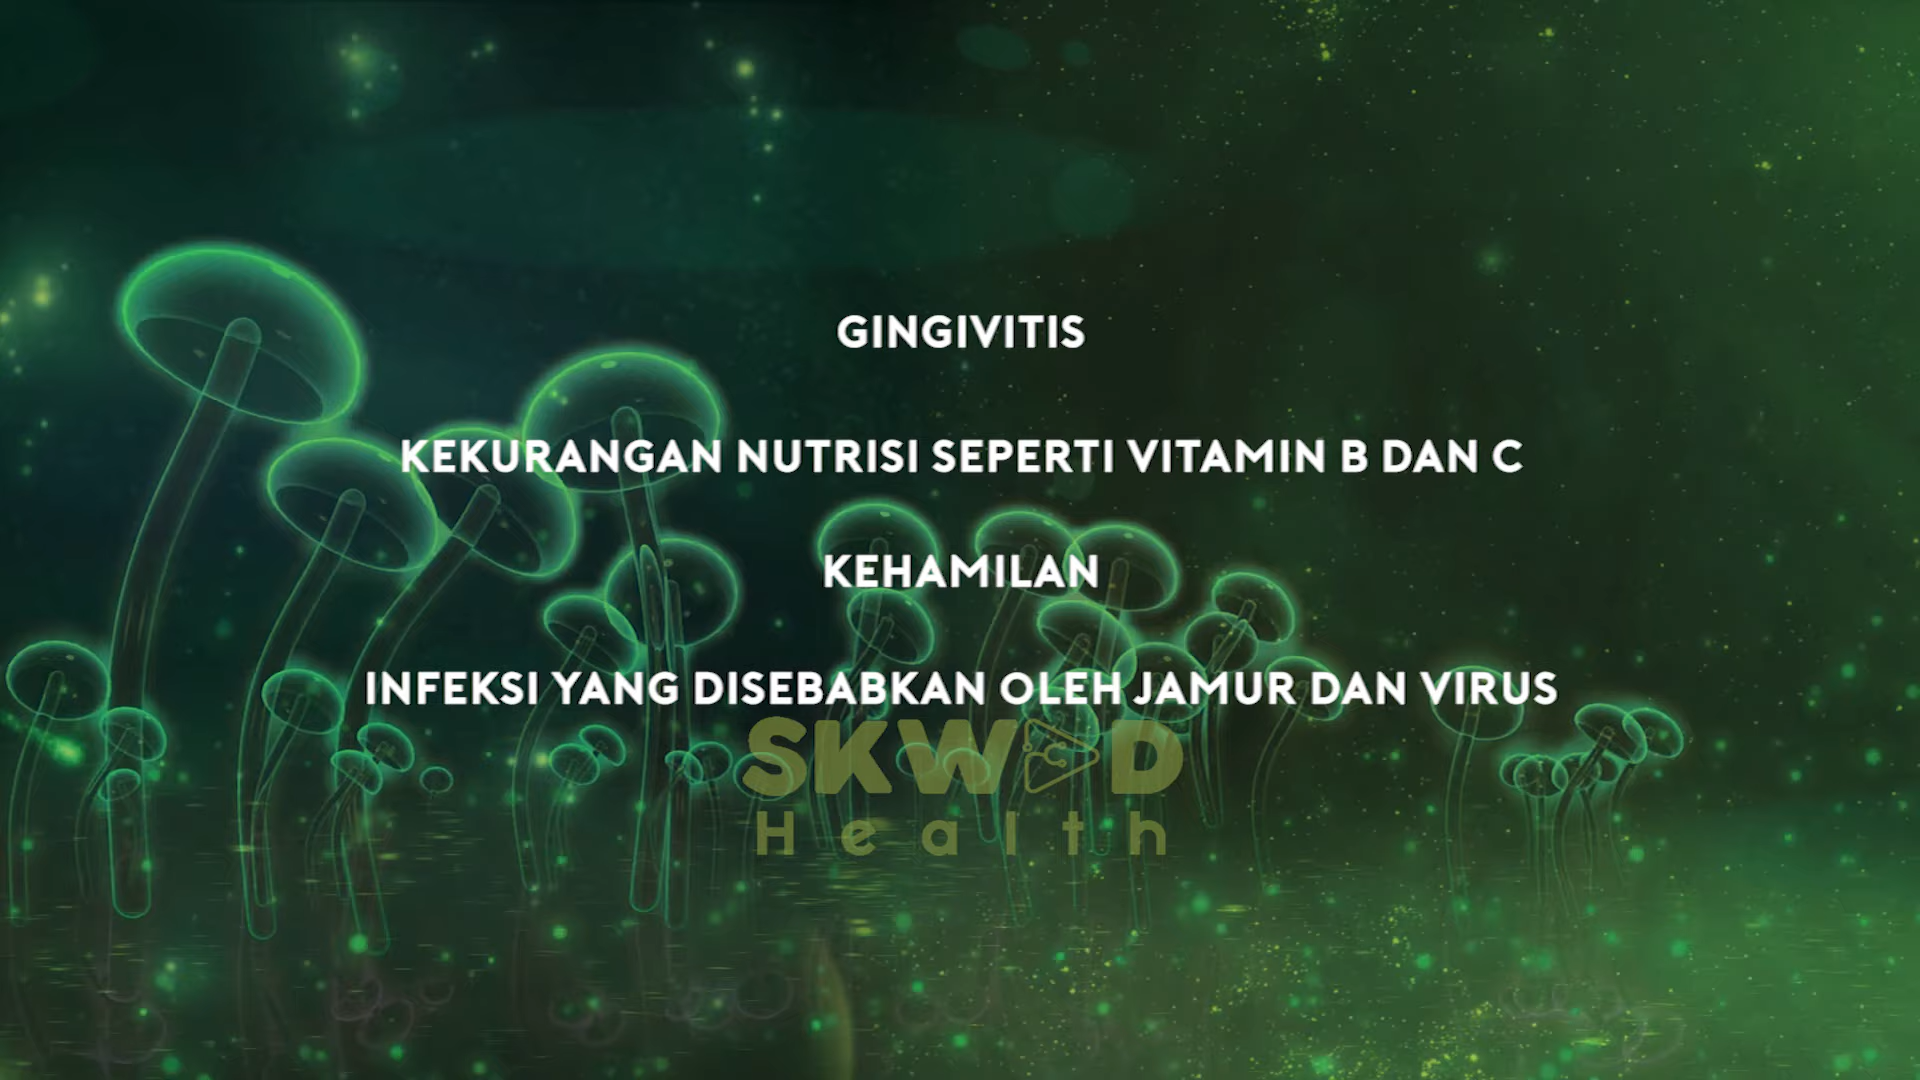 GINGIVITIS
KEKURANGAN NUTRISI SEPERTI VITAMIN B DAN C
KEHAMILAN
INFEKSI YANG DISEBABKAN OLEH JAMUR DAN VIRUS
SKWAD
Health